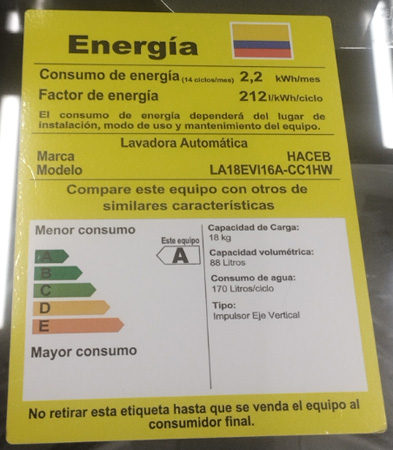 Energía
Consumo de energía (14 ciclos/mes) 2,2 kWh/mes
Factor de energía 212 l/kWh/ciclo
El consumo de energia dependerá del lugar de
instalación, modo de uso y mantenimiento del equipo.
Lavadora Automática
Marca HACEB
Modelo LA18EVI16A-CC1HW
Compare este equipo con otros de
similares caracteristicas
Menor consumo
Este equipo
A
A
B
C
D
E
Mayor consumo
Capacidad de Carga:
18 kg
Capacidad volumétrica:
88 Litros
Consumo de agua:
170 Litros/ciclo
Tipo:
Impulsor Eje Vertical
No retirar esta etiqueta hasta que se venda el equipo al
consumidor final.